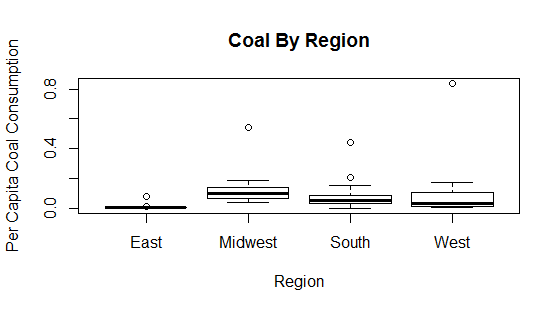 Coal By Region
Per Capita Coal Consumption
0.8
0.4
0.0
East
Midwest
South
West
Region